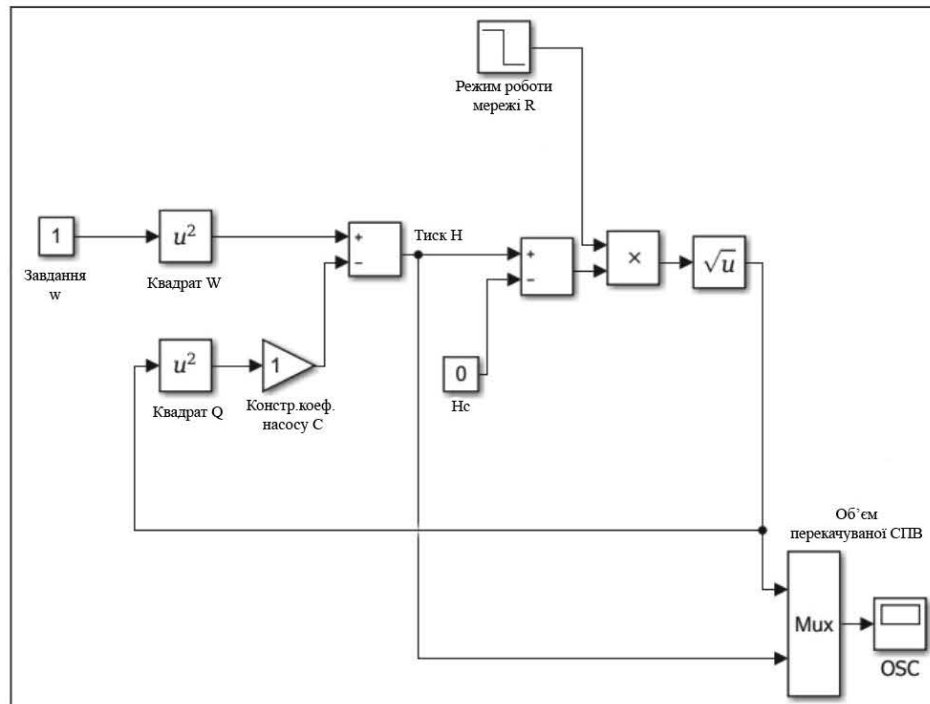 Режим роботи
мережі R
1
Завдання
w
u²
Квадрат W
+
−
Тиск Н
+
−
×
√u
u²
Квадрат Q
1
Констр.коеф.
насосу С
0
Нс
Об’єм
перекачуваної СПВ
Mux
OSC